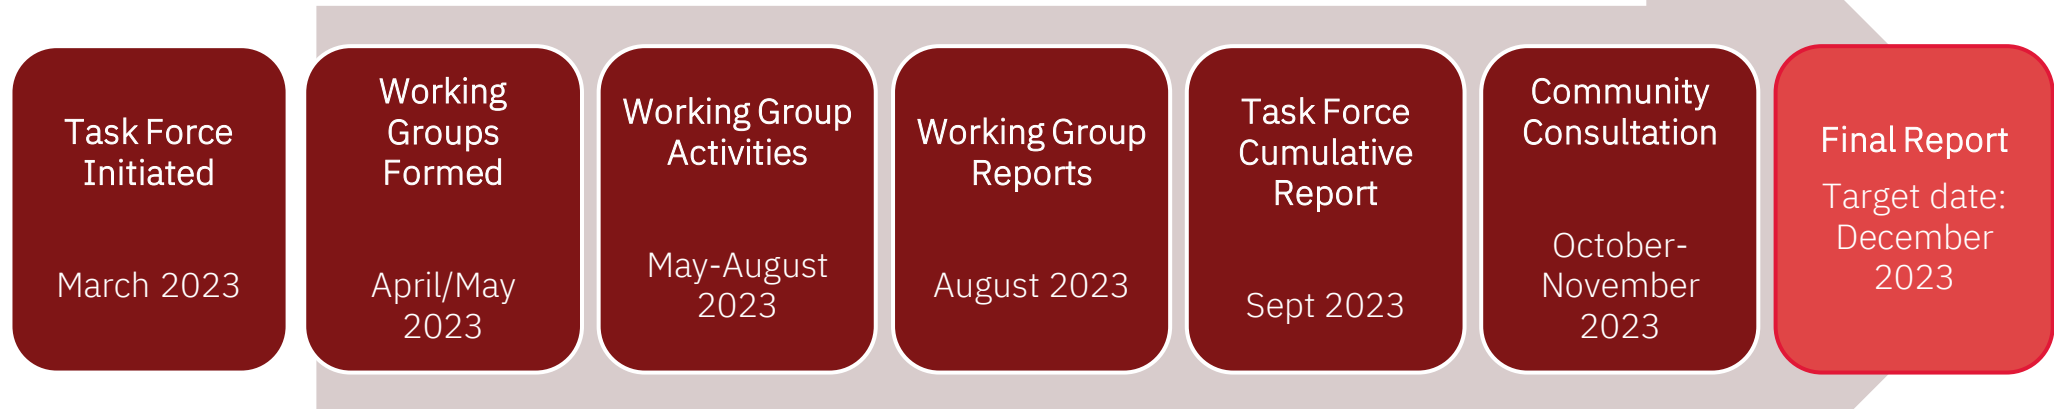 Task Force
Initiated
March 2023
Working
Groups
Formed
April/May
2023
Working Group
Activities
May-August
2023
Working Group
Reports
August 2023
Task Force
Cumulative
Report
Sept 2023
Community
Consultation
October-
November
2023
Final Report
Target date:
December
2023